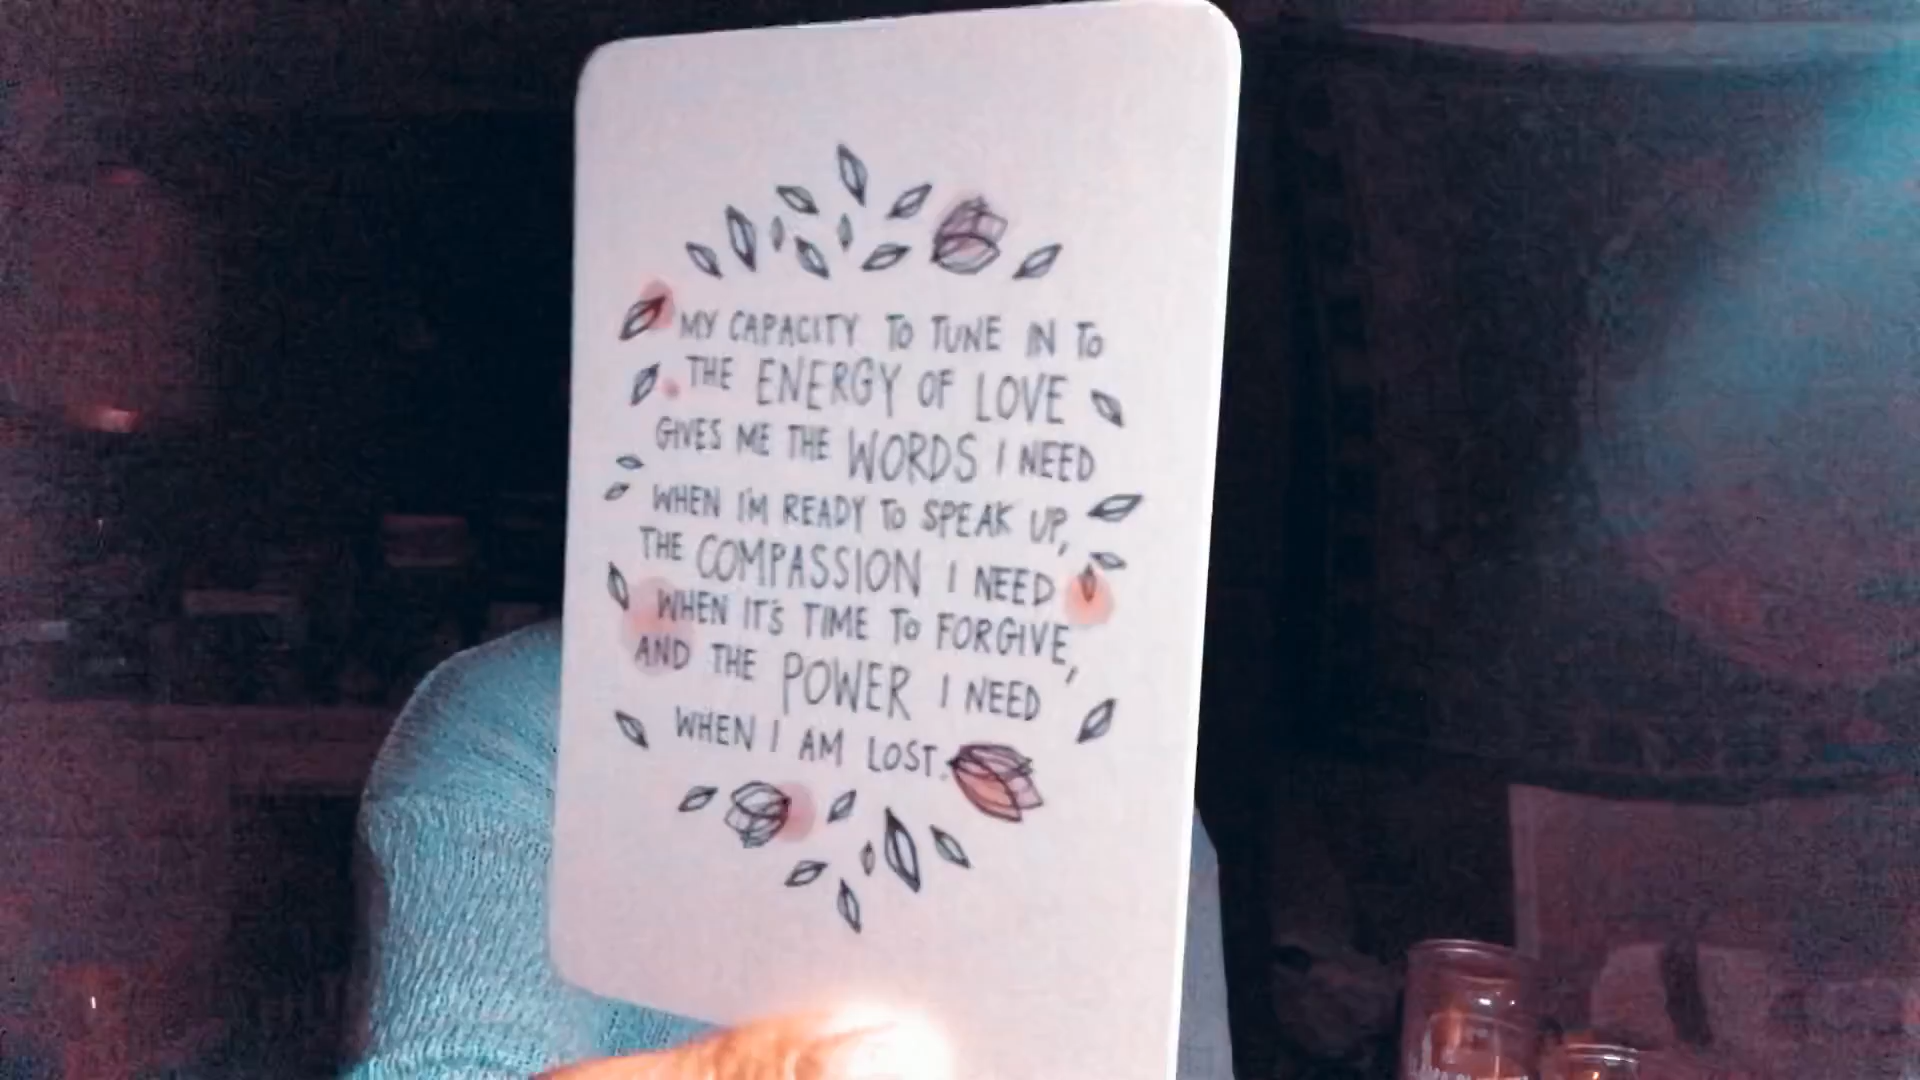 MY CAPACITY TO TUNE IN TO
THE ENERGY OF LOVE
GIVES ME THE WORDS I NEED
WHEN I'M READY TO SPEAK UP,
THE COMPASSION I NEED
WHEN IT'S TIME TO FORGIVE,
AND THE POWER I NEED
WHEN I AM LOST.